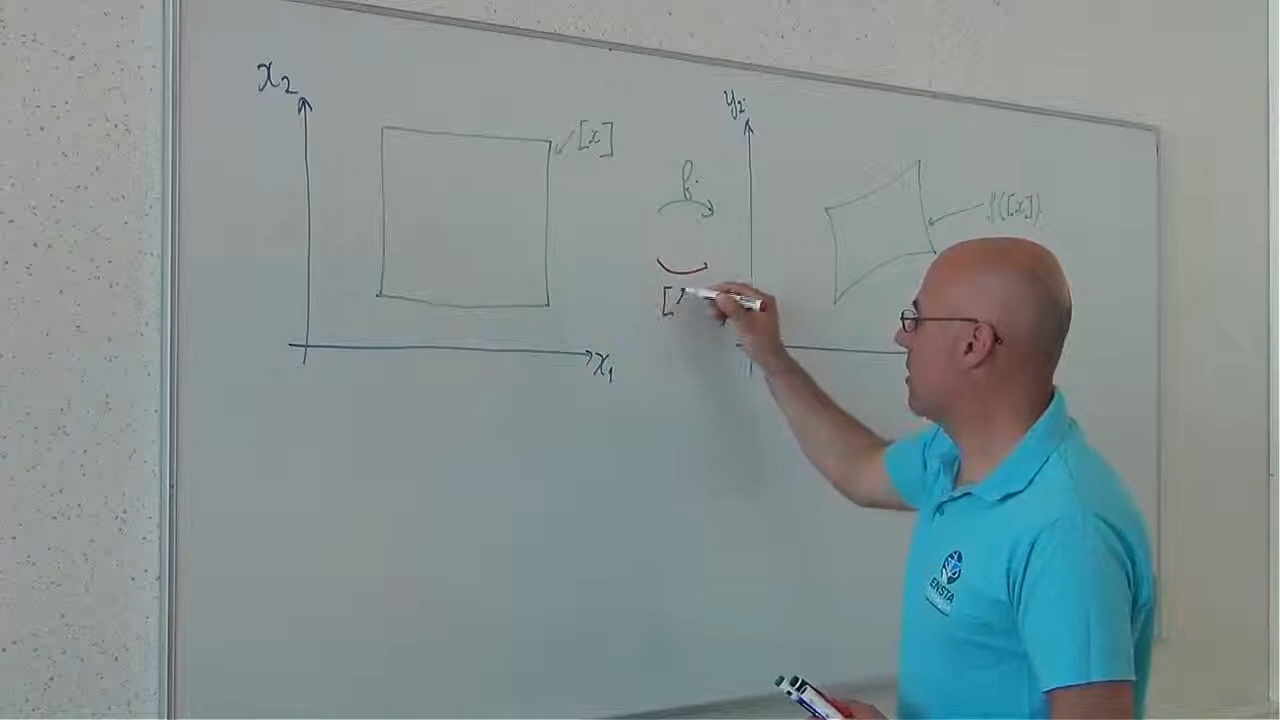 x₂
[x]
f
[
x₁
y₂
f([x])
ENSTA